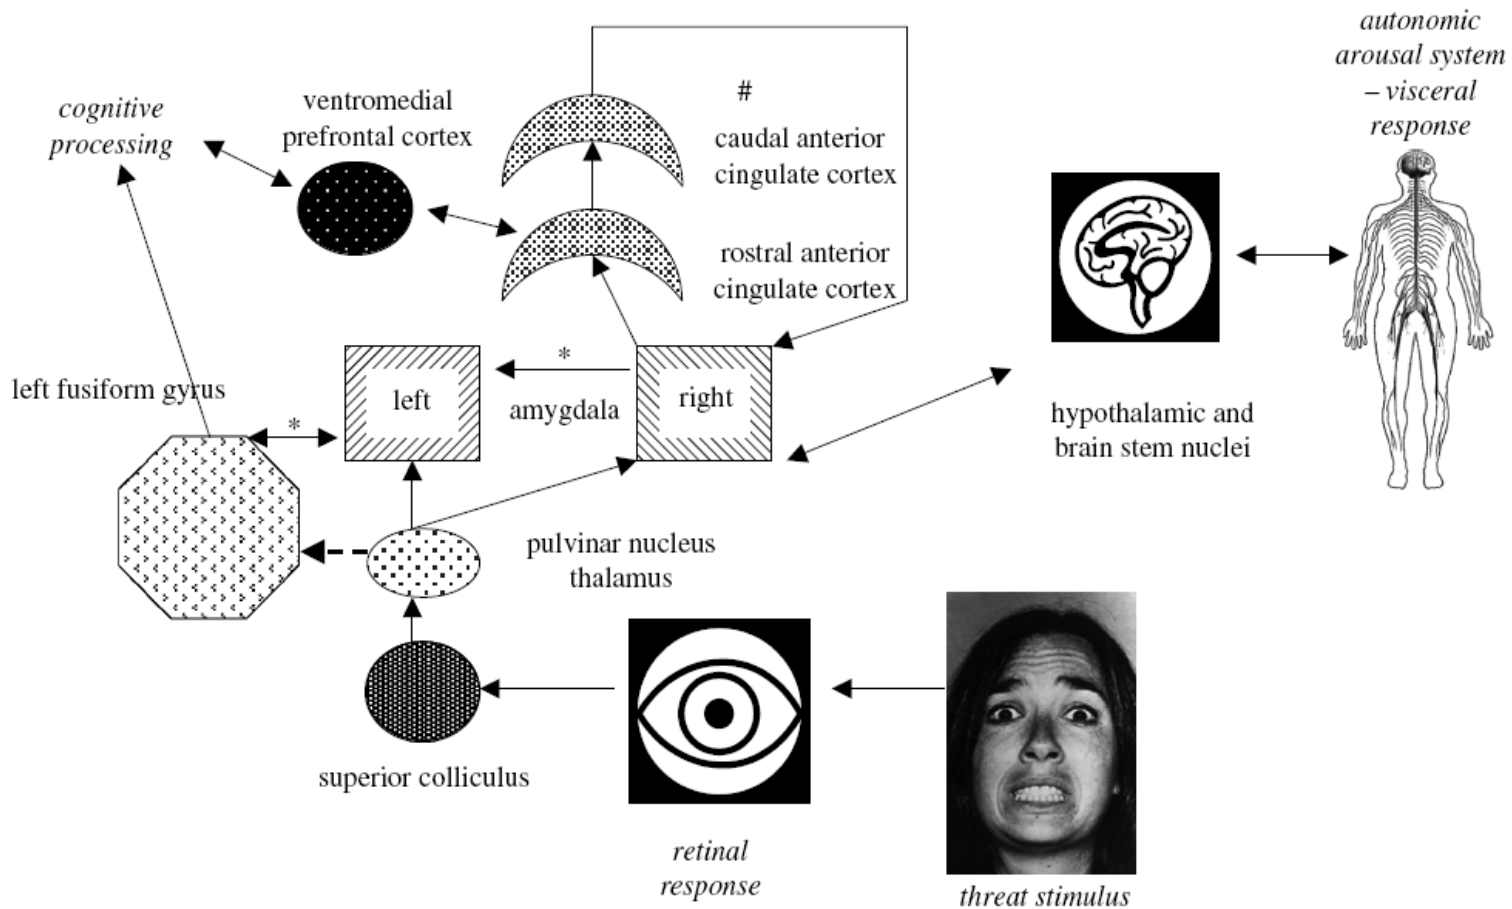 autonomic
arousal system
– visceral
response
cognitive
processing
ventromedial
prefrontal cortex
#
caudal anterior
cingulate cortex
rostral anterior
cingulate cortex
left fusiform gyrus
*
left
*
amygdala
right
hypothalamic and
brain stem nuclei
pulvinar nucleus
thalamus
superior colliculus
retinal
response
threat stimulus